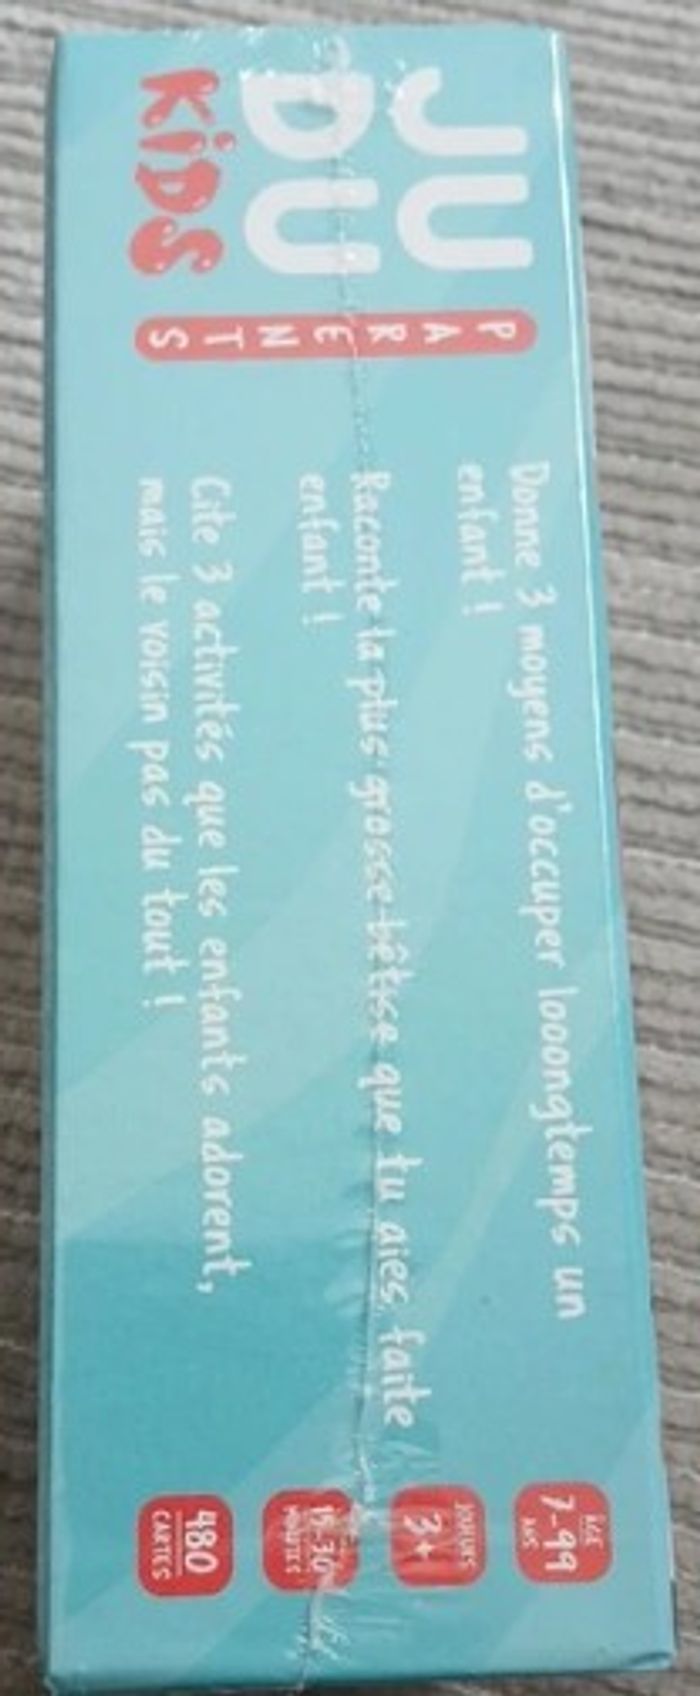 JU
DU
KiDS
PARENTS
Donne 3 moyens d'occuper looongtemps un
enfant !
Raconte la plus grosse bêtise que tu aies faite
enfant !
Cite 3 activités que les enfants adorent,
mais le voisin pas du tout !
ÂGE
7-99
ANS
JOUEURS
3+
15-30
MINUTES
480
CARTES